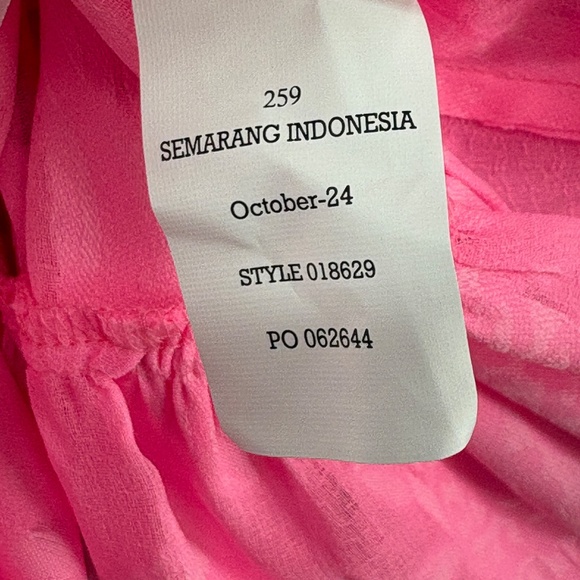 259
SEMARANG INDONESIA
October-24
STYLE 018629
PO 062644